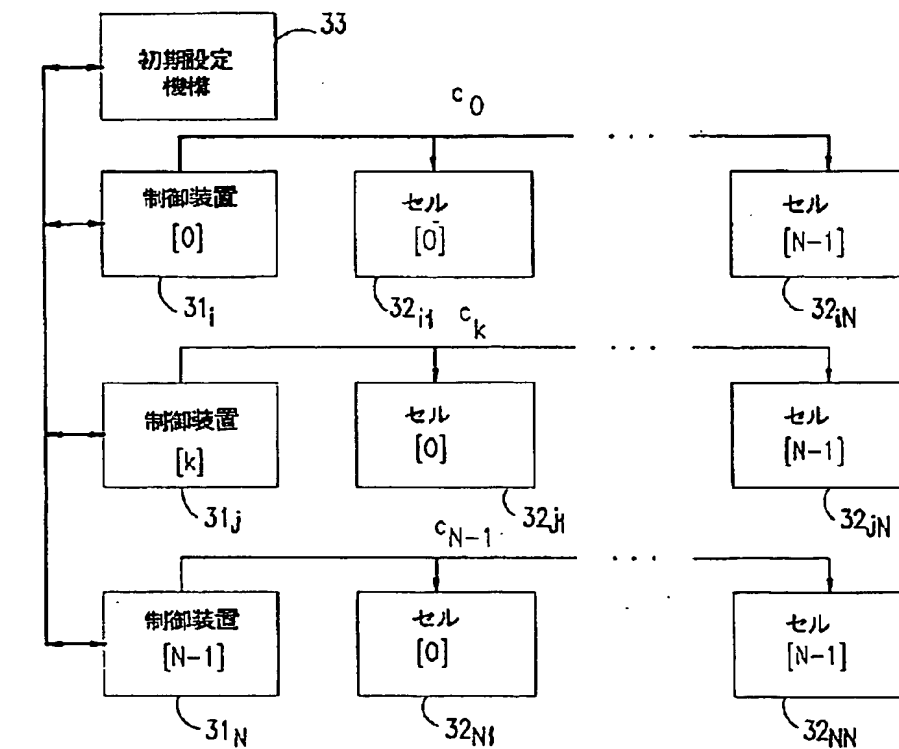 33
初期設定
機構
c0
· · ·
制御装置
[0]
セル
[0]
セル
[N-1]
31i
32i1
32iN
ck
· · ·
制御装置
[k]
セル
[0]
セル
[N-1]
31j
32j1
32jN
cN-1
· · ·
制御装置
[N-1]
セル
[0]
セル
[N-1]
31N
32N1
32NN